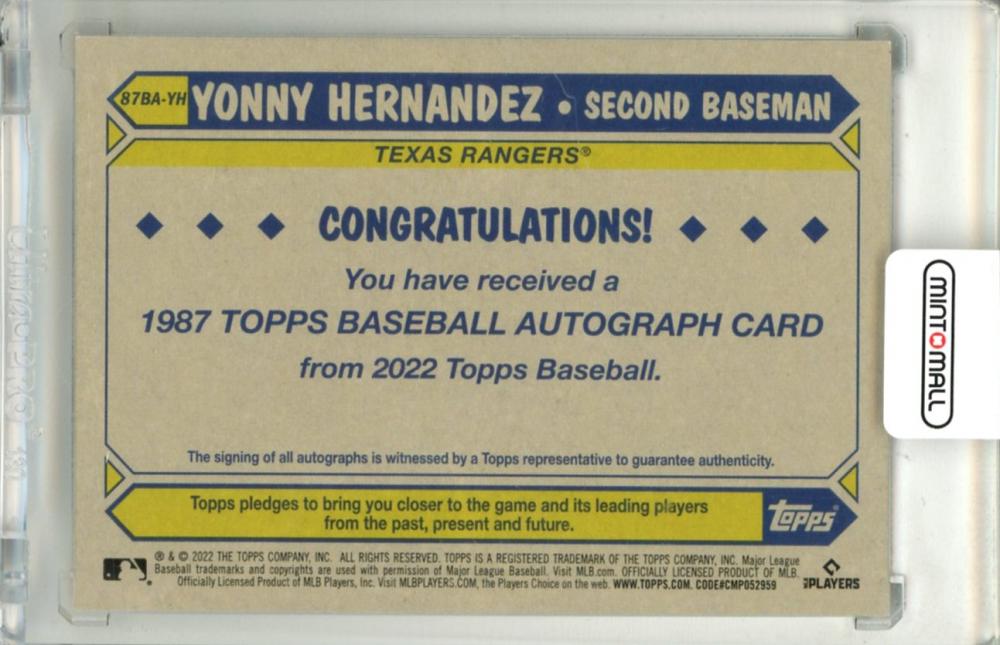 87BA-YH YONNY HERNANDEZ • SECOND BASEMAN
TEXAS RANGERS®
CONGRATULATIONS!
You have received a
1987 TOPPS BASEBALL AUTOGRAPH CARD
from 2022 Topps Baseball.
The signing of all autographs is witnessed by a Topps representative to guarantee authenticity.
Topps pledges to bring you closer to the game and its leading players
from the past, present and future.
topps®
® & © 2022 THE TOPPS COMPANY, INC. ALL RIGHTS RESERVED. TOPPS IS A REGISTERED TRADEMARK OF THE TOPPS COMPANY, INC. Major League
Baseball trademarks and copyrights are used with permission of Major League Baseball. Visit MLB.com. OFFICIALLY LICENSED PRODUCT OF MLB
Officially Licensed Product of MLB Players, Inc. Visit MLBPLAYERS.COM, the Players Choice on the web. WWW.TOPPS.COM. CODE#CMP052959
PLAYERS
MINT MALL